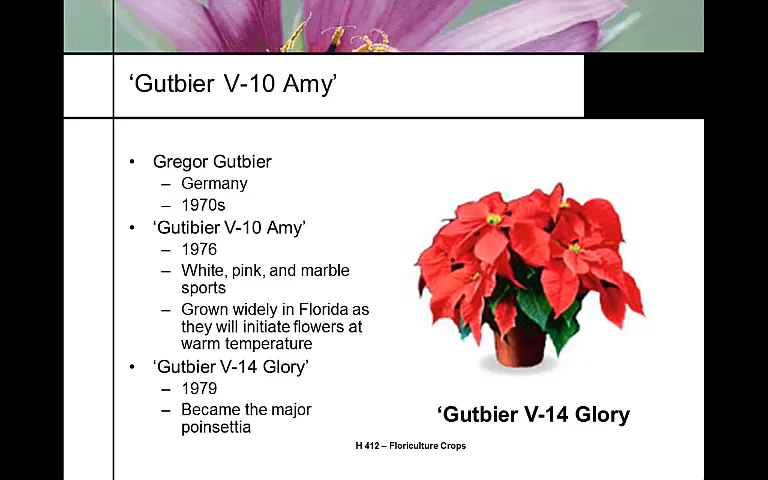 ‘Gutbier V-10 Amy’
• Gregor Gutbier
– Germany
– 1970s
• ‘Gutibier V-10 Amy’
– 1976
– White, pink, and marble
sports
– Grown widely in Florida as
they will initiate flowers at
warm temperature
• ‘Gutbier V-14 Glory’
– 1979
– Became the major
poinsettia
‘Gutbier V-14 Glory
H 412 – Floriculture Crops